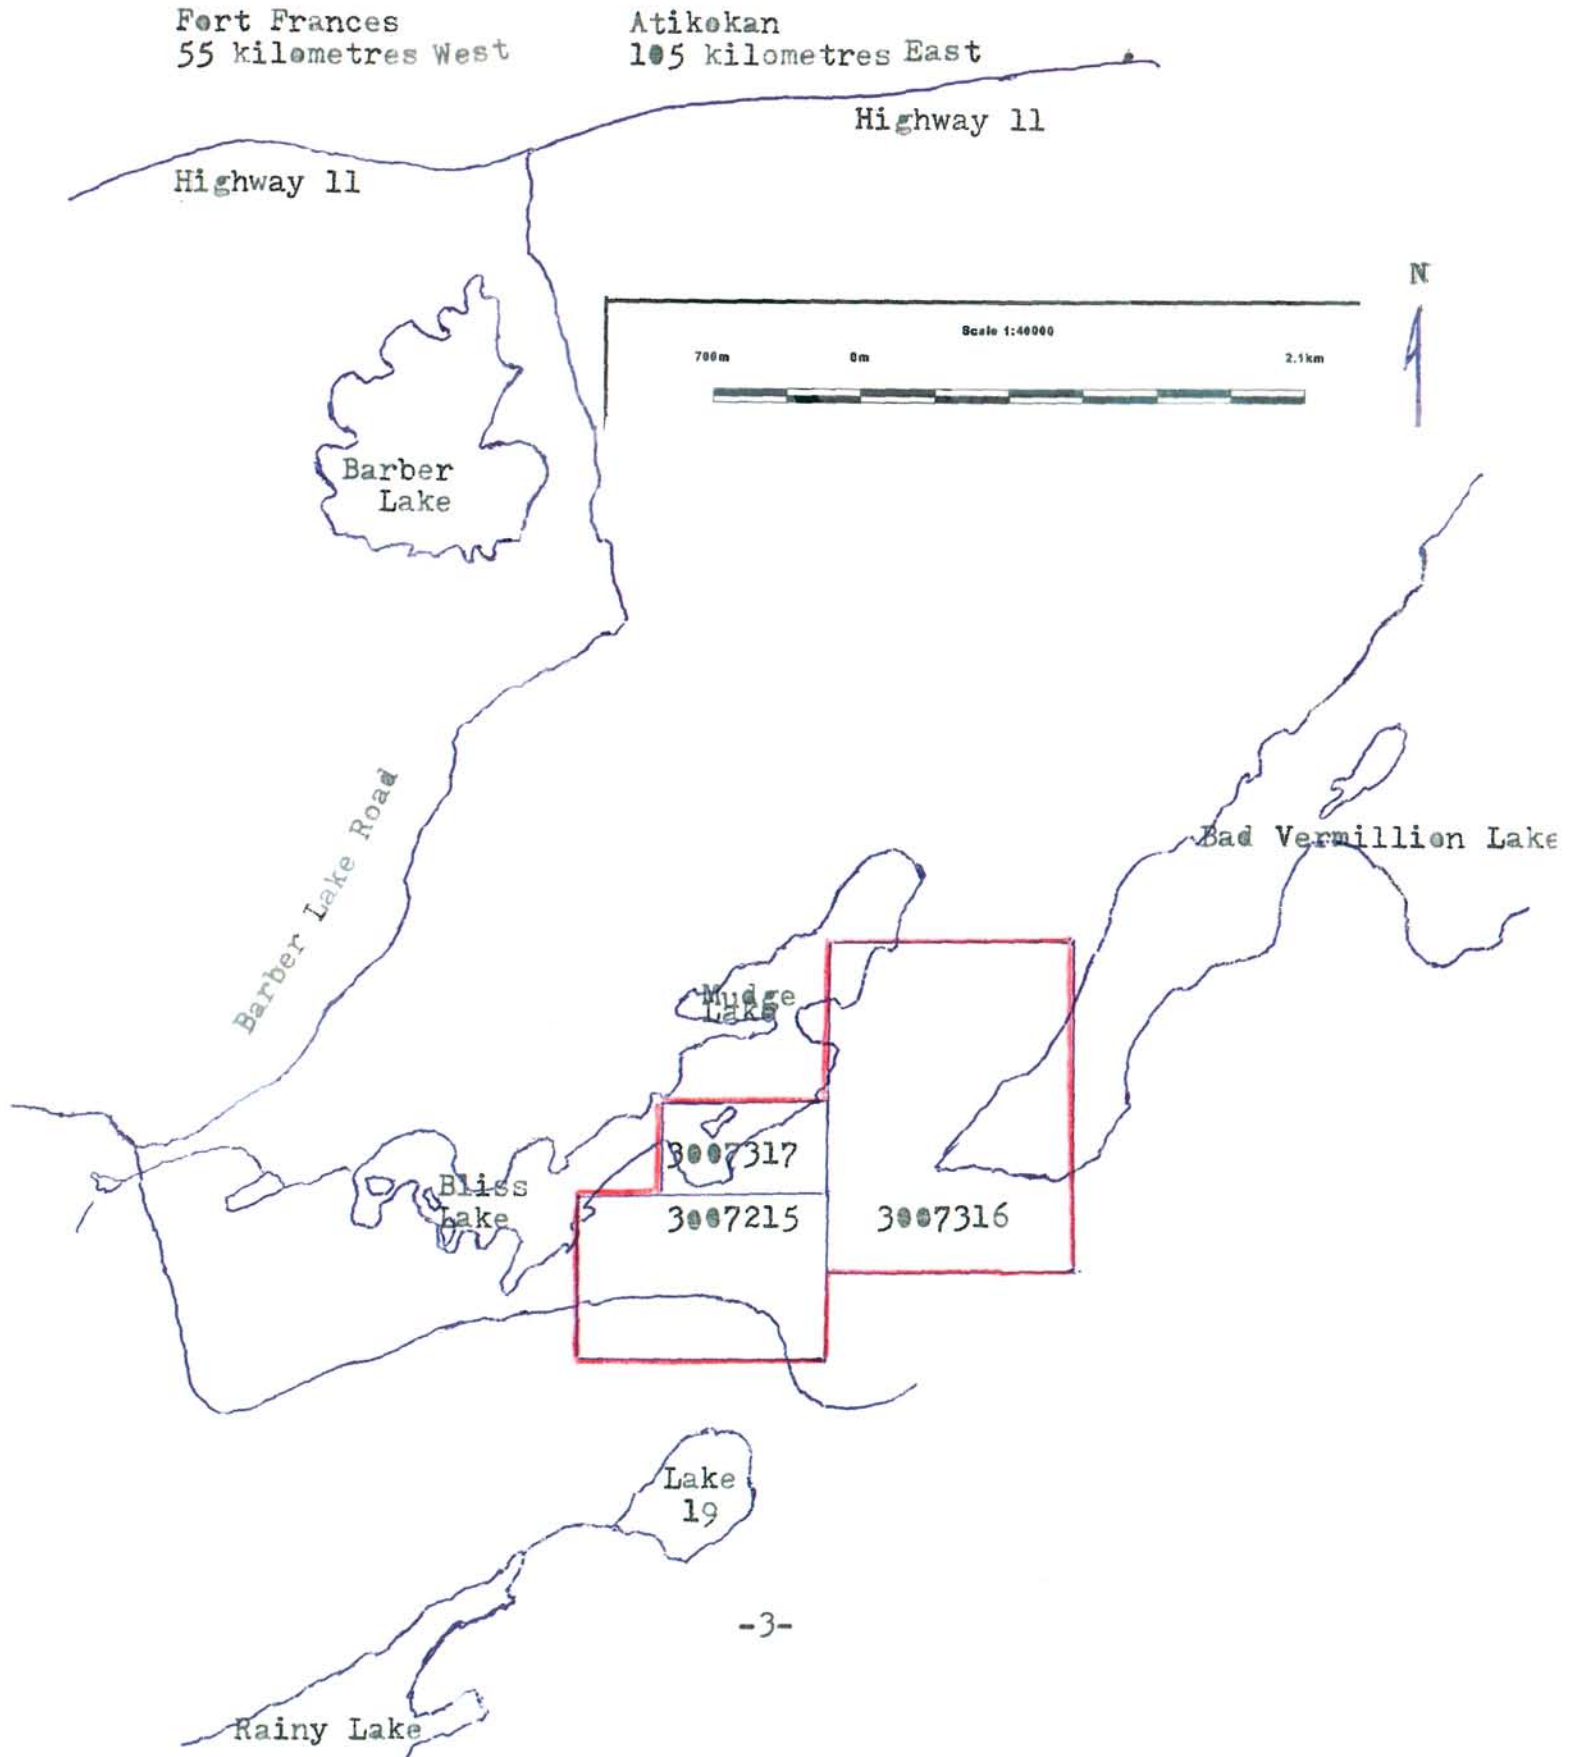 Fort Frances
55 kilometres West
Atikokan
105 kilometres East
Highway 11
Highway 11
N
Scale 1:40000
700m 0m 2.1km
Barber
Lake
Barber Lake Road
Bad Vermillion Lake
Mudge
Lake
3007317
Bliss
Lake
3007215
3007316
Lake
19
-3-
Rainy Lake